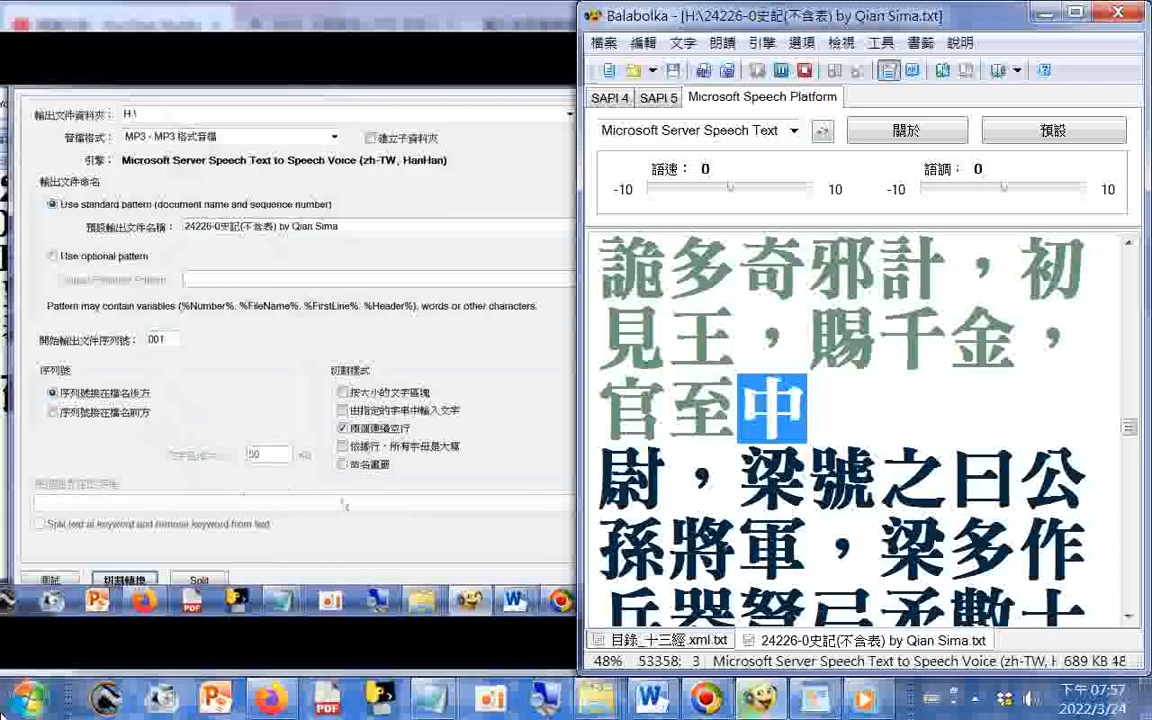 輸出文件資料夾： H:\
音檔格式： MP3 - MP3 格式音檔 建立子資料夾
引擎： Microsoft Server Speech Text to Speech Voice (zh-TW, HanHan)
輸出文件命名
Use standard pattern (document name and sequence number)
預設輸出文件名稱： 24226-0史記(不含表) by Qian Sima
Use optional pattern
Pattern may contain variables (%Number%, %FileName%, %FirstLine%, %Header%), words or other characters.
開始輸出文件序列號： 001
序列號 切割模式
序列號接在檔名後方 按大小的文字區塊
序列號接在檔名前方 由指定的字串中輸入文字
兩個連續空行
50
Split text at keyword and remove keyword from text
測試 切割轉換 Split
Balabolka - [H:\24226-0史記(不含表) by Qian Sima.txt]
檔案 編輯 文字 朗讀 引擎 選項 檢視 工具 書籤 說明
SAPI 4 SAPI 5 Microsoft Speech Platform
Microsoft Server Speech Text 關於 預設
語速： 0 語調： 0
-10 10 -10 10
詭多奇邪計，初
見王，賜千金，
官至中
尉，梁號之曰公
孫將軍，梁多作
兵器弩弓矛數十
目錄_十三經.xml.txt 24226-0史記(不含表) by Qian Sima.txt
48% 53358: 3 Microsoft Server Speech Text to Speech Voice (zh-TW, H 689 KB 48
下午 07:57
2022/3/24